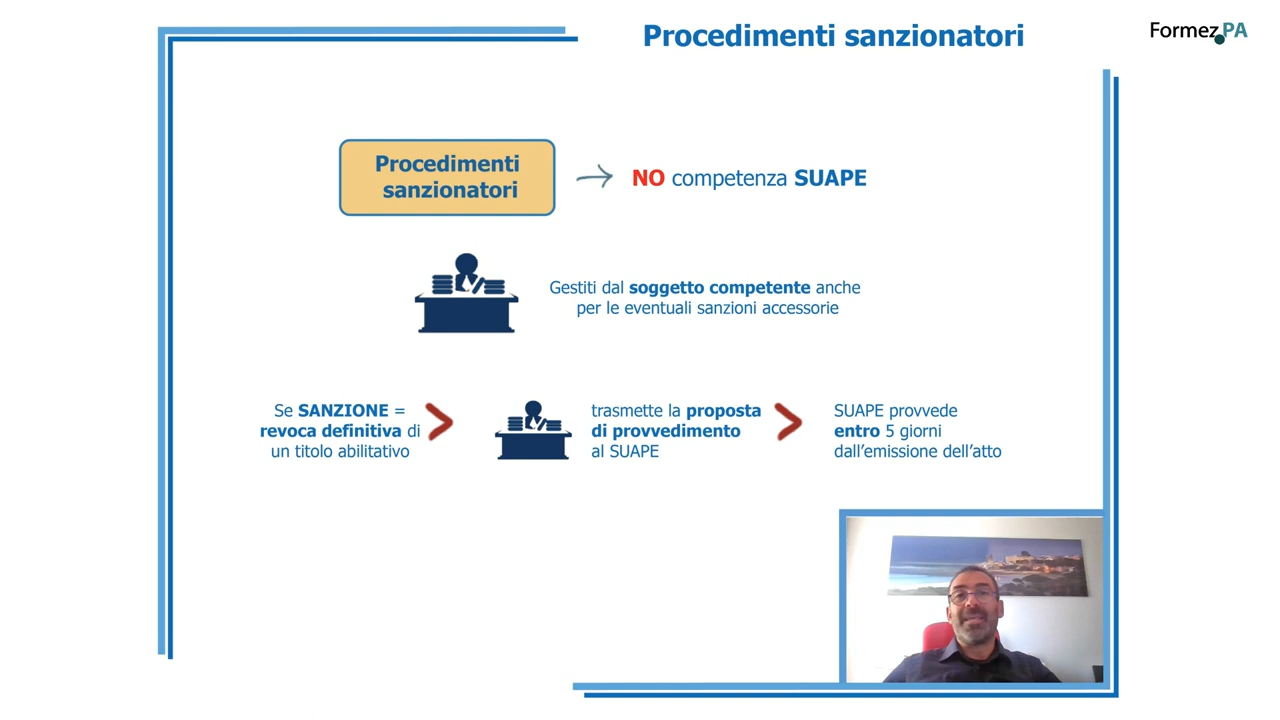 Procedimenti sanzionatori
Formez PA
Procedimenti
sanzionatori
NO competenza SUAPE
Gestiti dal soggetto competente anche
per le eventuali sanzioni accessorie
Se SANZIONE =
revoca definitiva di
un titolo abilitativo
trasmette la proposta
di provvedimento
al SUAPE
SUAPE provvede
entro 5 giorni
dall’emissione dell’atto